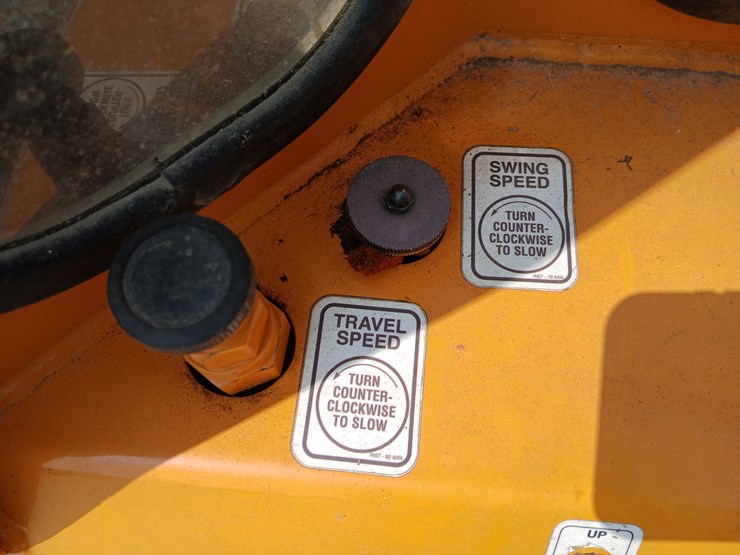 SWING
SPEED
TURN
COUNTER-
CLOCKWISE
TO SLOW
TRAVEL
SPEED
TURN
COUNTER-
CLOCKWISE
TO SLOW
UP